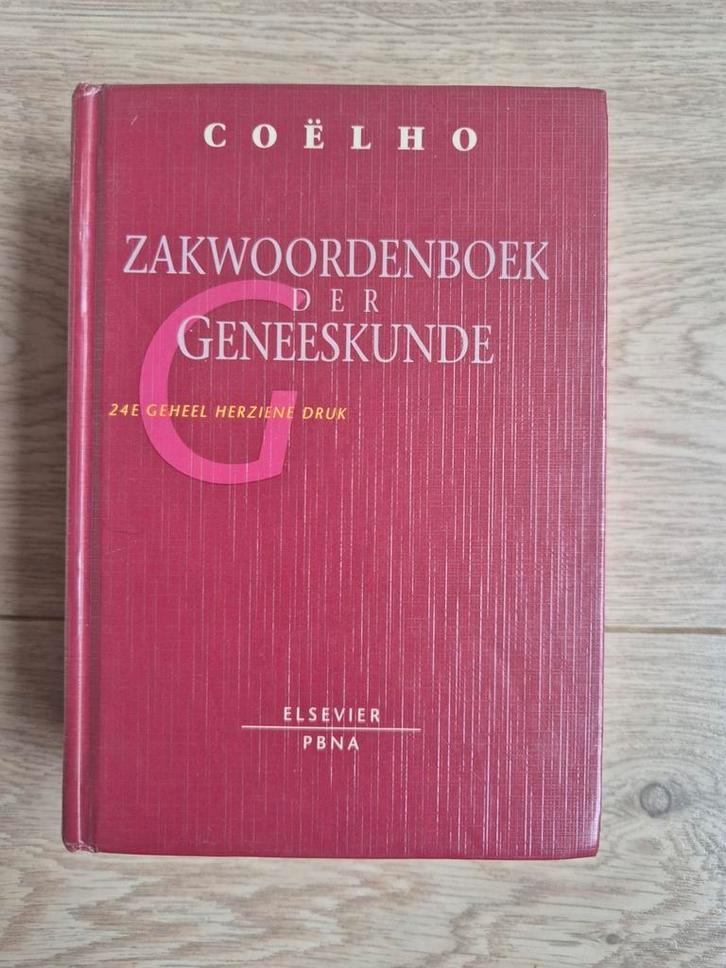 COËLHO
ZAKWOORDENBOEK
DER
GENEESKUNDE
G
24E GEHEEL HERZIENE DRUK
ELSEVIER
PBNA